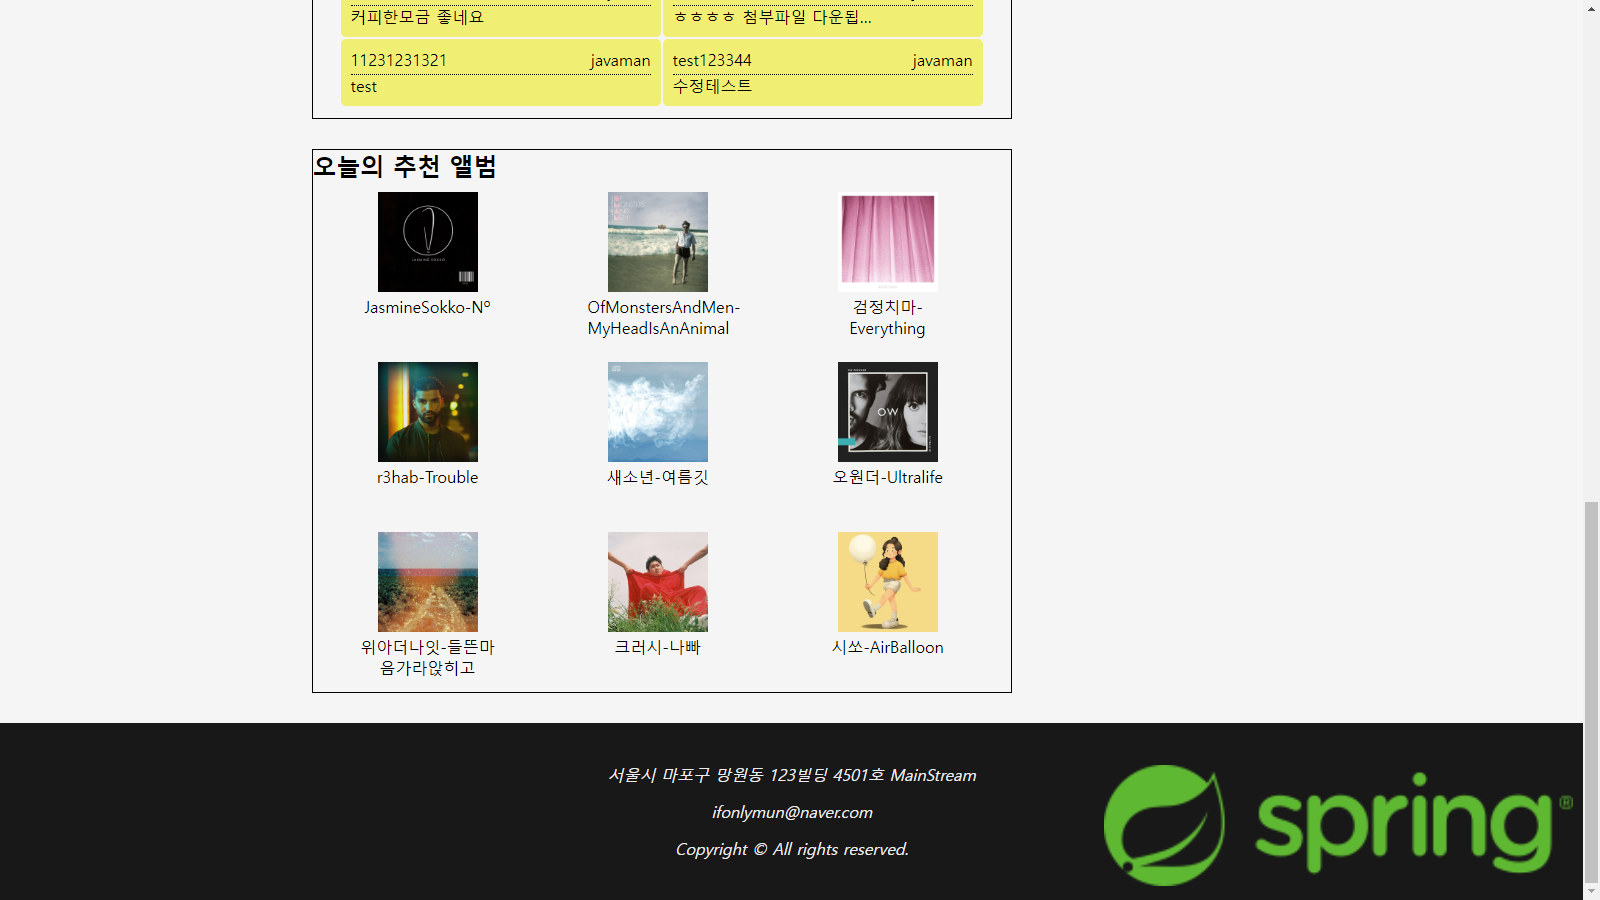 커피한모금 좋네요
ㅎㅎㅎㅎ 첨부파일 다운됩...
11231231321 javaman
test
test123344 javaman
수정테스트
오늘의 추천 앨범
JasmineSokko-Nº
OfMonstersAndMen-
MyHeadIsAnAnimal
검정치마-
Everything
r3hab-Trouble
새소년-여름깃
OW
오원더-Ultralife
위아더나잇-들뜬마
음가라앉히고
크러시-나빠
시쏘-AirBalloon
서울시 마포구 망원동 123빌딩 4501호 MainStream
ifonlymun@naver.com
Copyright © All rights reserved.
spring®